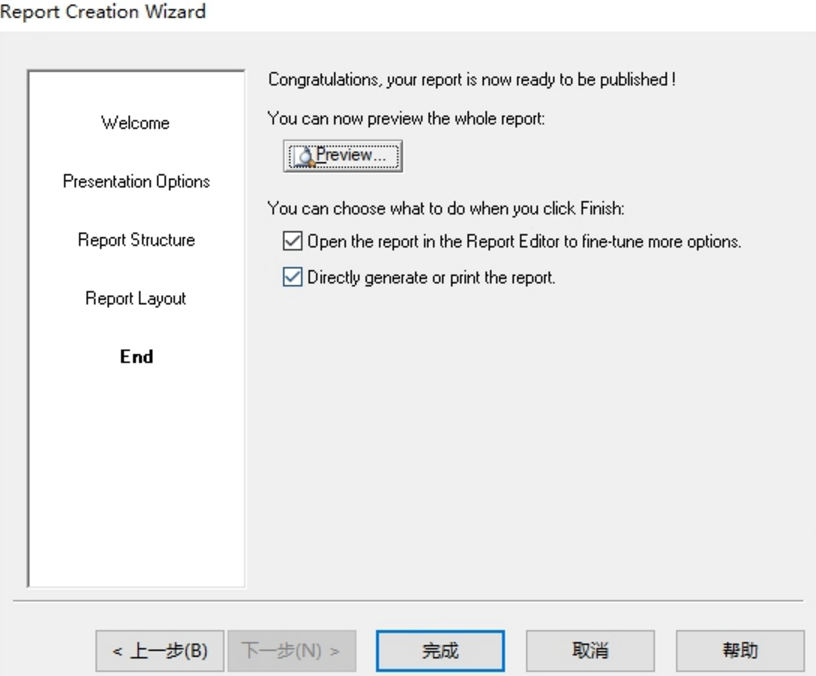 Report Creation Wizard
Welcome
Presentation Options
Report Structure
Report Layout
End
Congratulations, your report is now ready to be published !
You can now preview the whole report:
Preview...
You can choose what to do when you click Finish:
Open the report in the Report Editor to fine-tune more options.
Directly generate or print the report.
< 上一步(B)
下一步(N) >
完成
取消
帮助